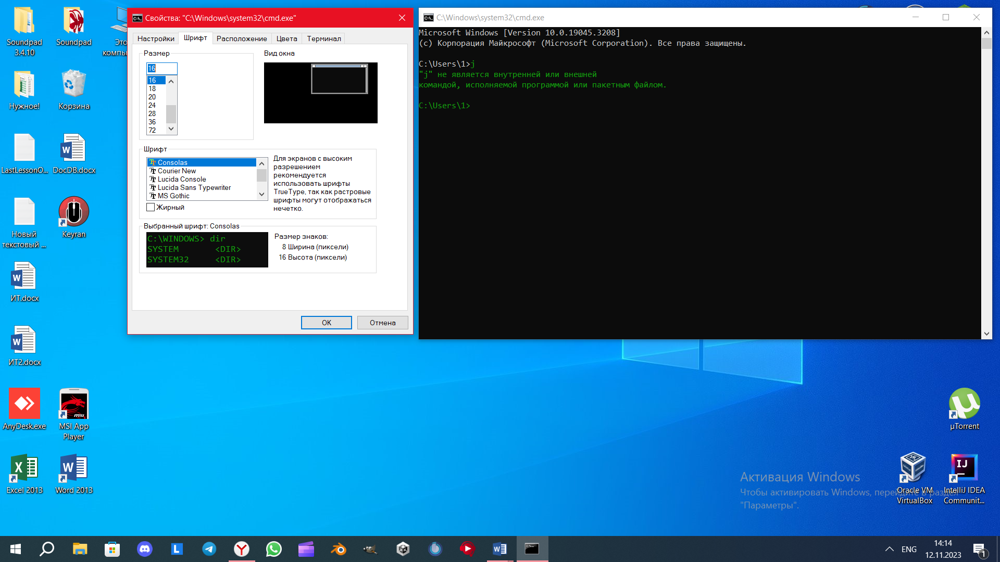 Soundpad
3.4.10
Soundpad
Это
компь
Нужное!
Корзина
LastLessonO...
DocDB.docx
Новый
текстовый ...
Keyran
ИТ.docx
ИТ2.docx
AnyDesk.exe
MSI App
Player
Excel 2013
Word 2013
Свойства: "C:\Windows\system32\cmd.exe"
Настройки
Шрифт
Расположение
Цвета
Терминал
Размер
16
16
18
20
24
28
36
72
Вид окна
Шрифт
Consolas
Courier New
Lucida Console
Lucida Sans Typewriter
MS Gothic
Жирный
Для экранов с высоким
разрешением
рекомендуется
использовать шрифты
TrueType, так как растровые
шрифты могут отображаться
нечетко.
Выбранный шрифт: Consolas
C:\WINDOWS> dir
SYSTEM <DIR>
SYSTEM32 <DIR>
Размер знаков:
8 Ширина (пиксели)
16 Высота (пиксели)
OK
Отмена
C:\Windows\system32\cmd.exe
Microsoft Windows [Version 10.0.19045.3208]
(c) Корпорация Майкрософт (Microsoft Corporation). Все права защищены.
C:\Users\1>j
"j" не является внутренней или внешней
командой, исполняемой программой или пакетным файлом.
C:\Users\1>
µTorrent
Активация Windows
Чтобы активировать Windows, перейдите в раздел
"Параметры".
Oracle VM
VirtualBox
IntelliJ IDEA
Communit...
msi
IJ
ENG
14:14
12.11.2023
1